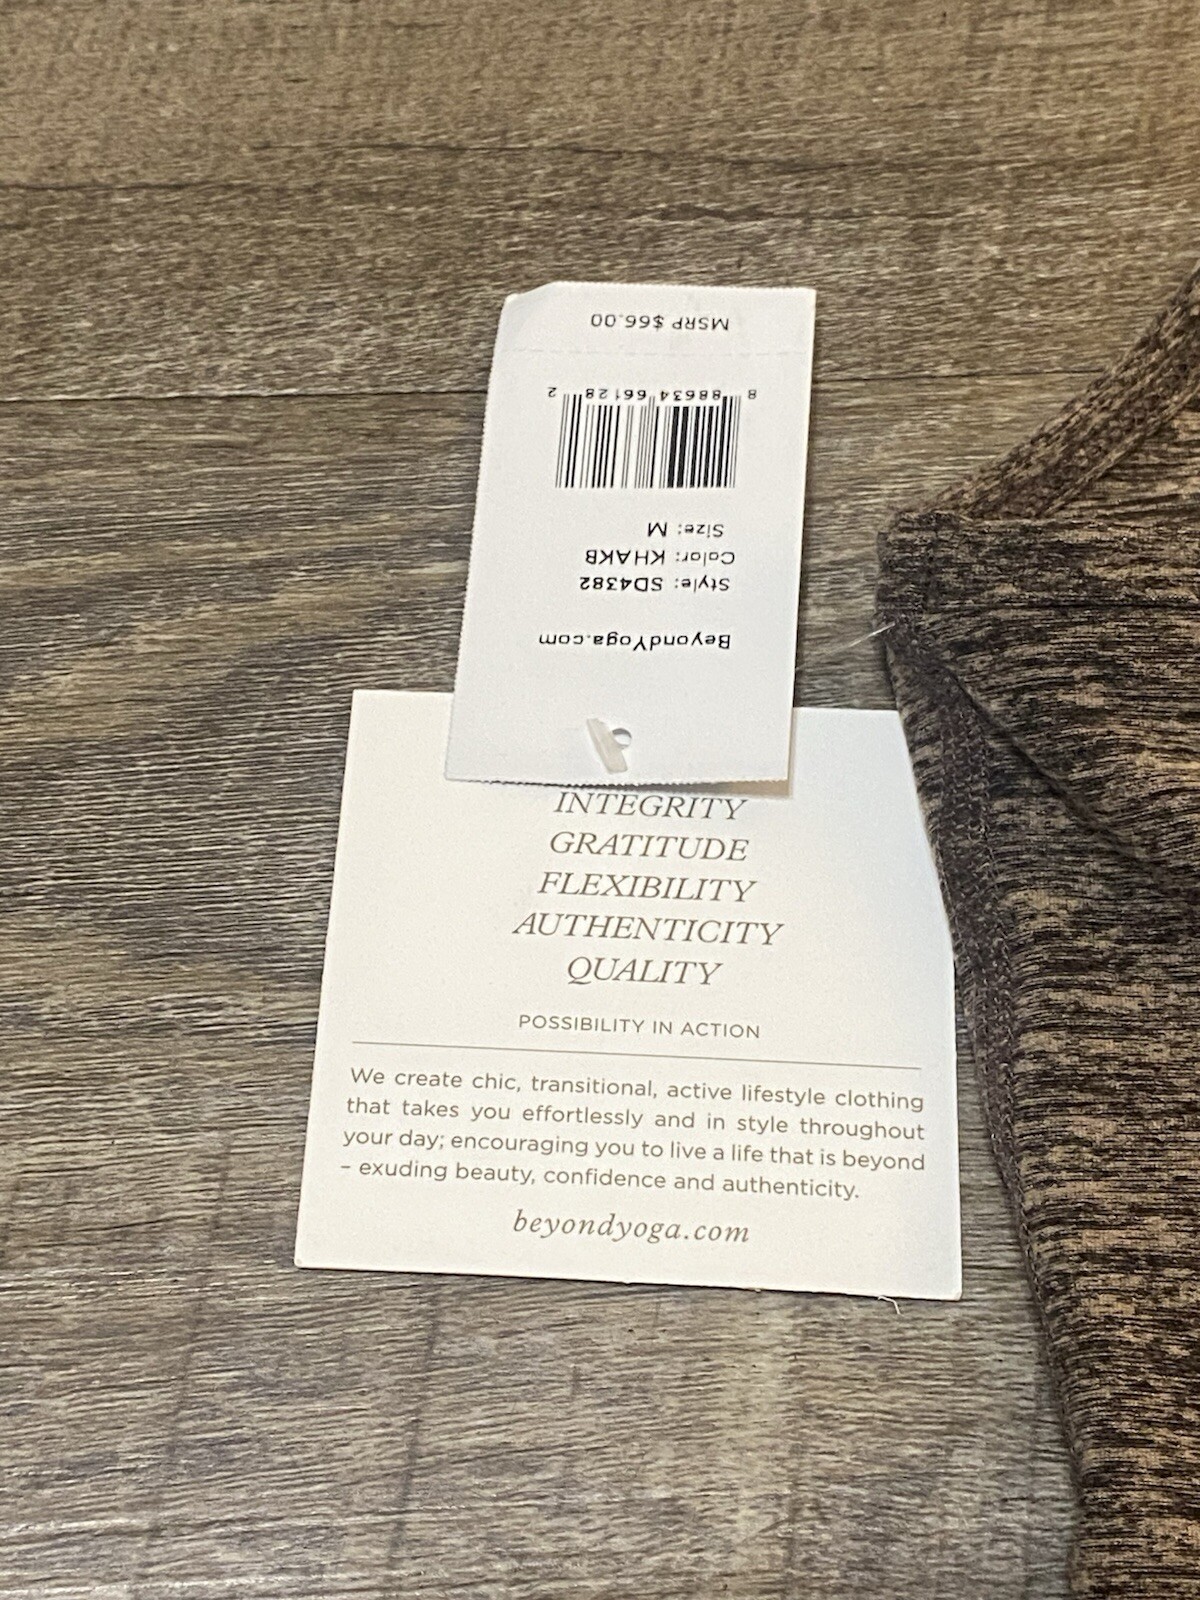 BeyondYoga.com
Style: SD4382
Color: KHAKB
Size: M
8 88634 66128 2
MSRP $66.00
INTEGRITY
GRATITUDE
FLEXIBILITY
AUTHENTICITY
QUALITY
POSSIBILITY IN ACTION
We create chic, transitional, active lifestyle clothing
that takes you effortlessly and in style throughout
your day; encouraging you to live a life that is beyond
– exuding beauty, confidence and authenticity.
beyondyoga.com